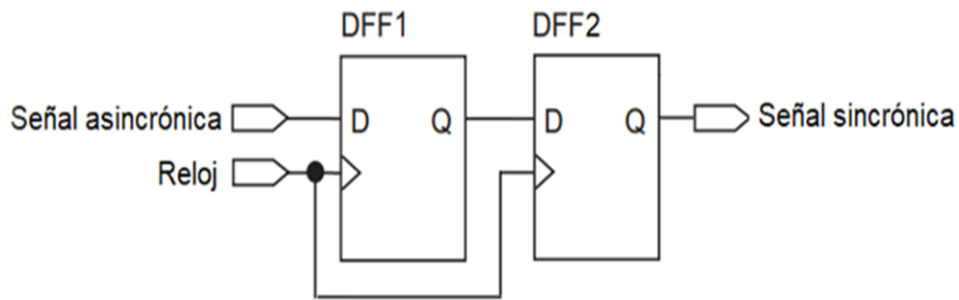 DFF1
DFF2
Señal asincrónica
D
Q
D
Q
Señal sincrónica
Reloj